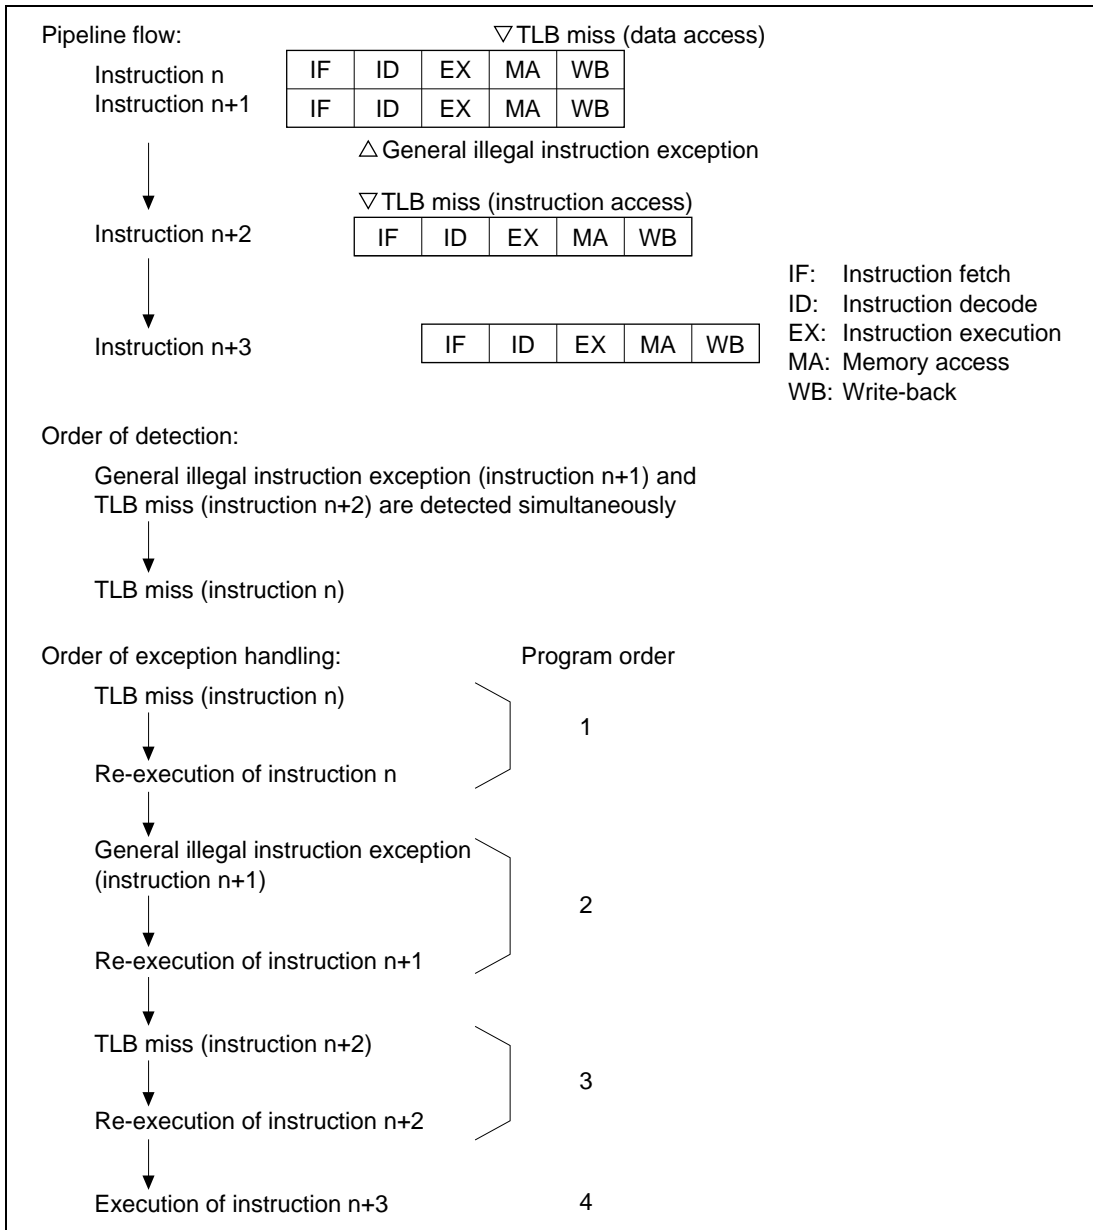 Pipeline flow:
▽TLB miss (data access)
Instruction n
IF ID EX MA WB
Instruction n+1
IF ID EX MA WB
△General illegal instruction exception
▽TLB miss (instruction access)
Instruction n+2
IF ID EX MA WB
Instruction n+3
IF ID EX MA WB
IF: Instruction fetch
ID: Instruction decode
EX: Instruction execution
MA: Memory access
WB: Write-back
Order of detection:
General illegal instruction exception (instruction n+1) and
TLB miss (instruction n+2) are detected simultaneously
TLB miss (instruction n)
Order of exception handling:
Program order
TLB miss (instruction n)
1
Re-execution of instruction n
General illegal instruction exception
(instruction n+1)
2
Re-execution of instruction n+1
TLB miss (instruction n+2)
3
Re-execution of instruction n+2
Execution of instruction n+3
4